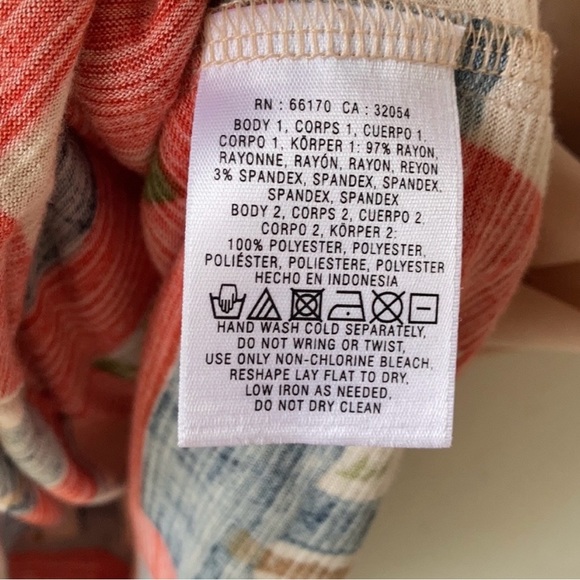 RN : 66170 CA : 32054
BODY 1, CORPS 1, CUERPO 1,
CORPO 1, KÖRPER 1: 97% RAYON,
RAYONNE, RAYÓN, RAYON, REYON
3% SPANDEX, SPANDEX, SPANDEX,
SPANDEX, SPANDEX
BODY 2, CORPS 2, CUERPO 2,
CORPO 2, KÖRPER 2:
100% POLYESTER, POLYESTER,
POLIÉSTER, POLIESTERE, POLYESTER
HECHO EN INDONESIA
HAND WASH COLD SEPARATELY,
DO NOT WRING OR TWIST,
USE ONLY NON-CHLORINE BLEACH,
RESHAPE LAY FLAT TO DRY,
LOW IRON AS NEEDED,
DO NOT DRY CLEAN